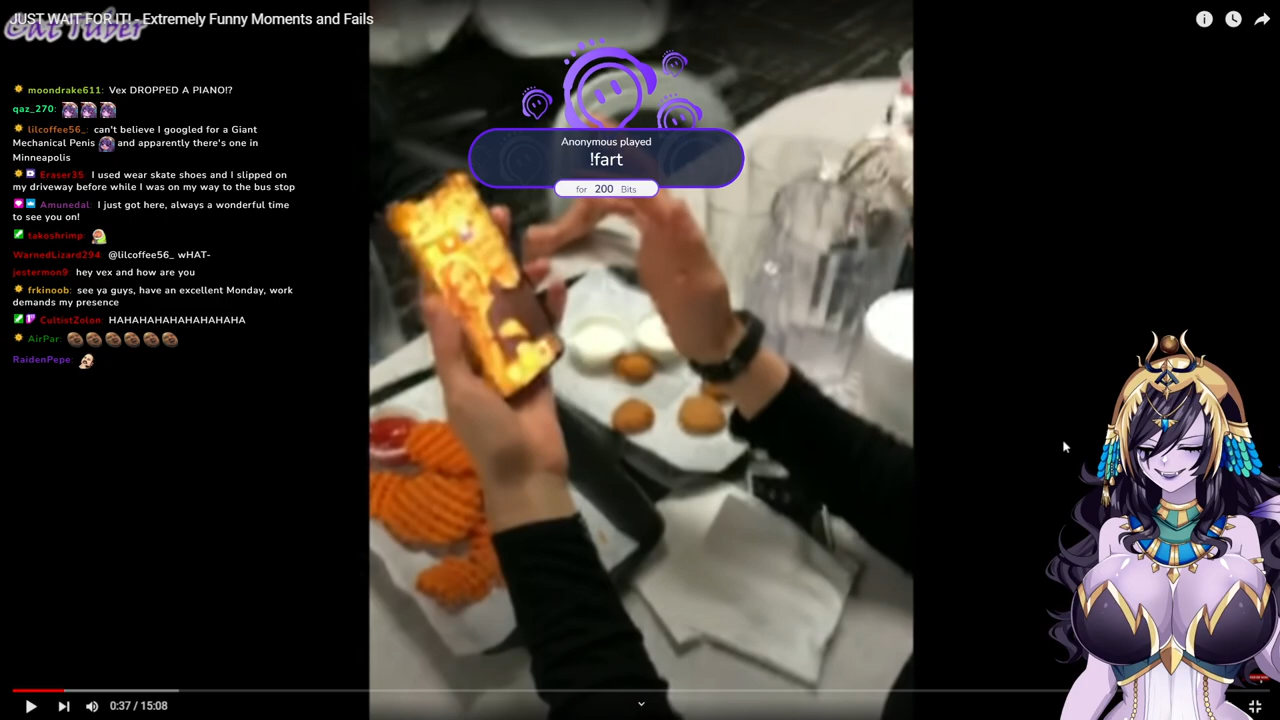 JUST WAIT FOR IT! - Extremely Funny Moments and Fails
Cat Tuber
moondrake611: Vex DROPPED A PIANO!?
qaz_270:
lilcoffee56_: can't believe I googled for a Giant
Mechanical Penis and apparently there's one in
Minneapolis
Eraser35: I used wear skate shoes and I slipped on
my driveway before while I was on my way to the bus stop
Amunedal: I just got here, always a wonderful time
to see you on!
takoshrimp:
WarnedLizard294: @lilcoffee56_ wHAT-
jestermon9: hey vex and how are you
frkinoob: see ya guys, have an excellent Monday, work
demands my presence
CultistZolon: HAHAHAHAHAHAHAHAHA
AirPar:
RaidenPepe:
Anonymous played
!fart
for 200 Bits
0:37 / 15:08